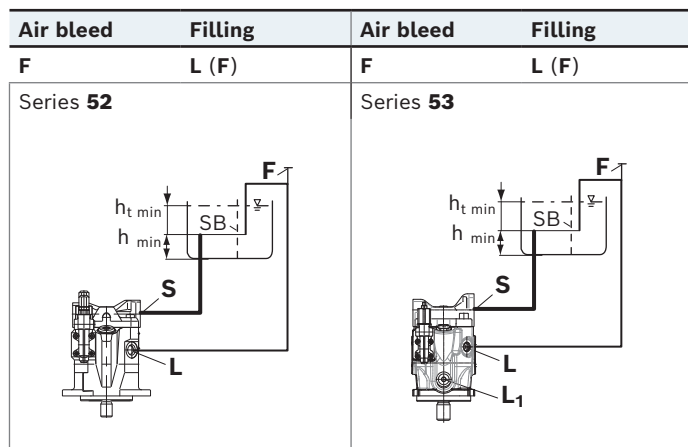 Air bleed Filling Air bleed Filling
F L (F) F L (F)
Series 52 Series 53
F F
ht min ht min
SB SB
h min h min
S S
L L
L1